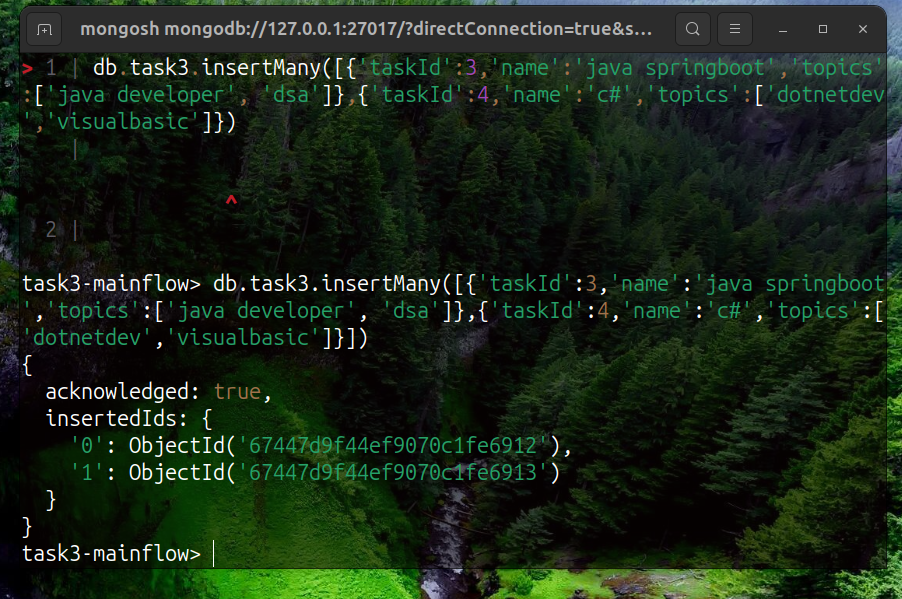 mongosh mongodb://127.0.0.1:27017/?directConnection=true&s...
> 1 | db.task3.insertMany([{'taskId':3,'name':'java springboot','topics'
:['java developer', 'dsa']},{'taskId':4,'name':'c#','topics':['dotnetdev
','visualbasic']})
|
^
2 |
task3-mainflow> db.task3.insertMany([{'taskId':3,'name':'java springboot
','topics':['java developer', 'dsa']},{'taskId':4,'name':'c#','topics':[
'dotnetdev','visualbasic']}])
{
acknowledged: true,
insertedIds: {
'0': ObjectId('67447d9f44ef9070c1fe6912'),
'1': ObjectId('67447d9f44ef9070c1fe6913')
}
}
task3-mainflow>